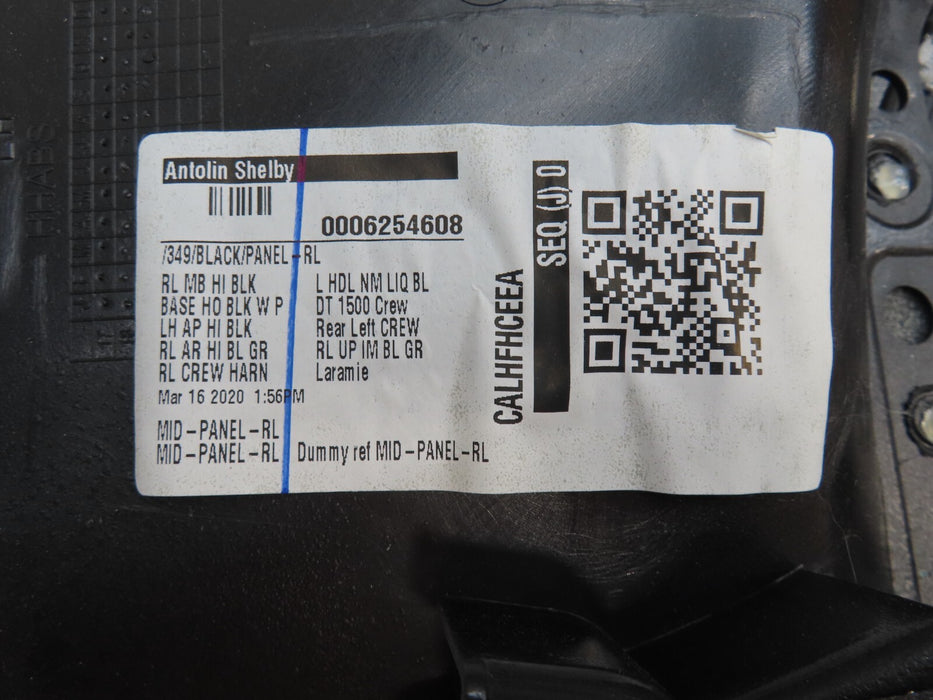 Antolin Shelby
0006254608
/349/BLACK/PANEL-RL
RL MB HI BLK L HDL NM LIQ BL
BASE HO BLK W P DT 1500 Crew
LH AP HI BLK Rear Left CREW
RL AR HI BL GR RL UP IM BL GR
RL CREW HARN Laramie
Mar 16 2020 1:56PM
MID-PANEL-RL
MID-PANEL-RL Dummy ref MID-PANEL-RL
CALHFHCEEA
SEQ (J) 0